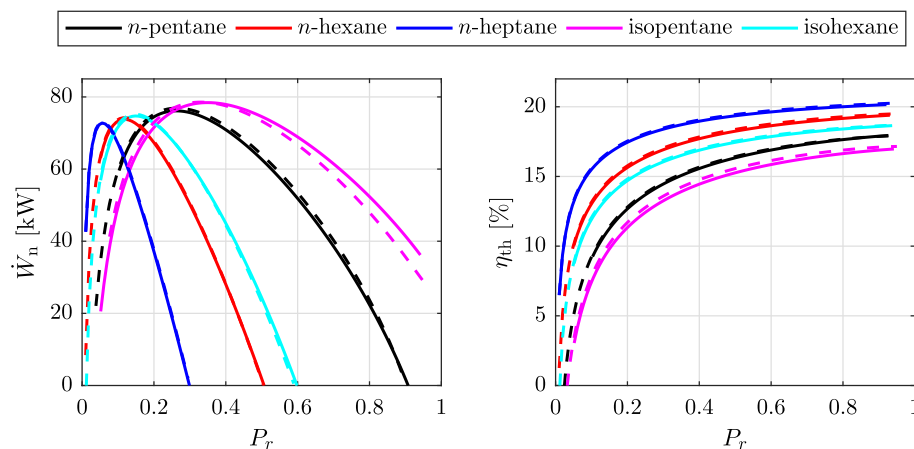 n-pentane n-hexane n-heptane isopentane isohexane
Ẇn [kW]
80
60
40
20
0
0 0.2 0.4 0.6 0.8 1
Pr
ηth [%]
20
15
10
5
0
0 0.2 0.4 0.6 0.8 1
Pr